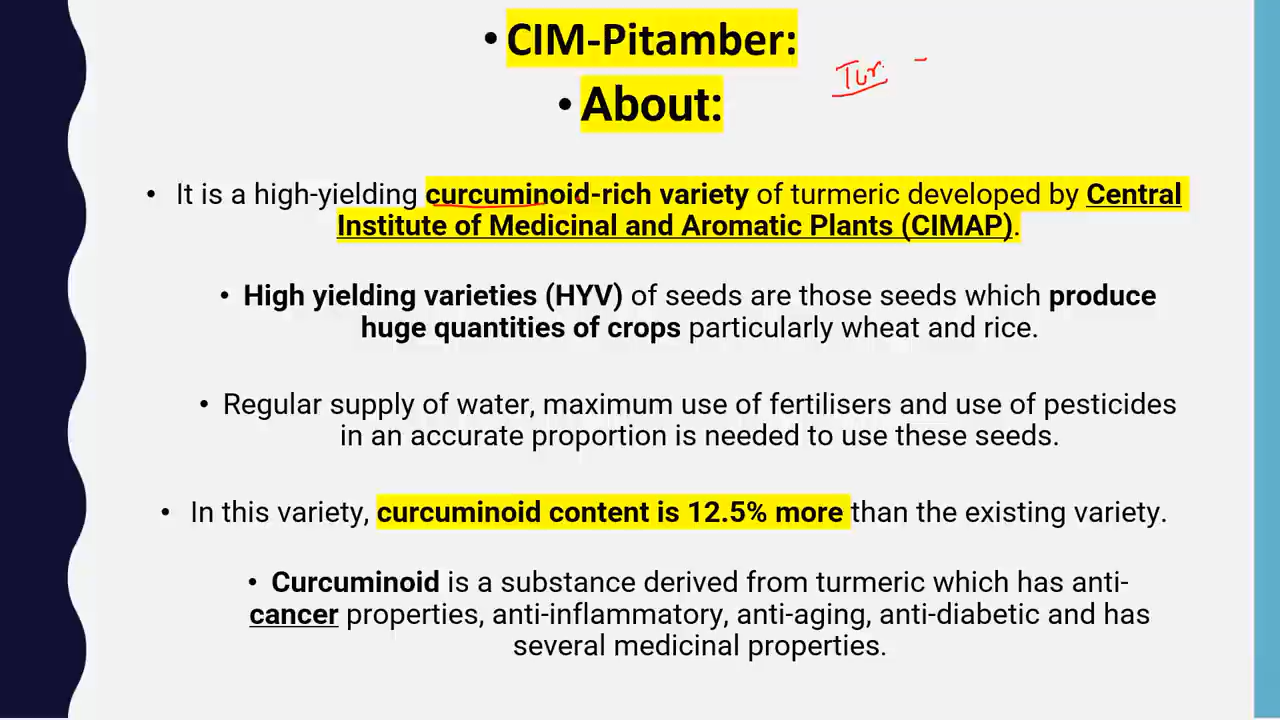 • CIM-Pitamber:
Tur. -
• About:
• It is a high-yielding curcuminoid-rich variety of turmeric developed by Central
Institute of Medicinal and Aromatic Plants (CIMAP).
• High yielding varieties (HYV) of seeds are those seeds which produce
huge quantities of crops particularly wheat and rice.
• Regular supply of water, maximum use of fertilisers and use of pesticides
in an accurate proportion is needed to use these seeds.
• In this variety, curcuminoid content is 12.5% more than the existing variety.
• Curcuminoid is a substance derived from turmeric which has anti-
cancer properties, anti-inflammatory, anti-aging, anti-diabetic and has
several medicinal properties.